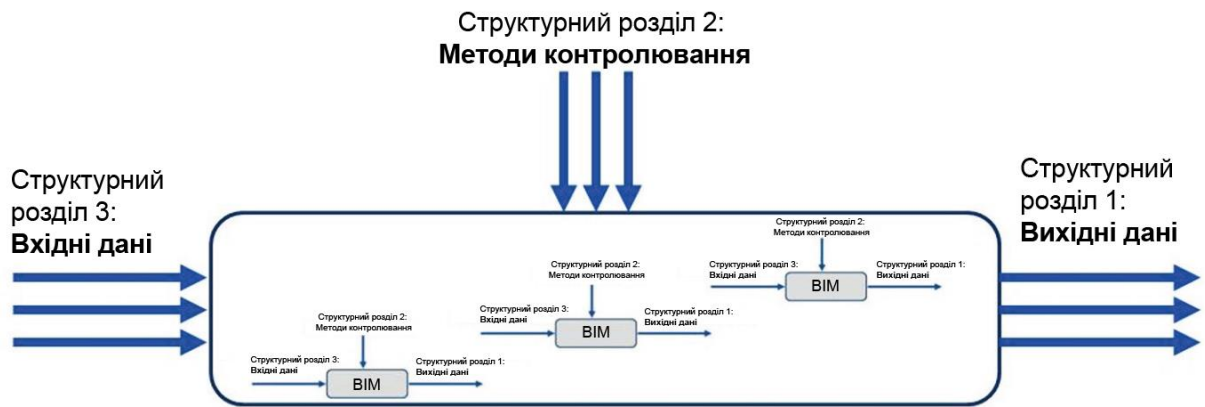 Структурний розділ 2:
Методи контролювання
Структурний
розділ 3:
Вхідні дані
Структурний
розділ 1:
Вихідні дані
Структурний розділ 2:
Методи контролювання
Структурний розділ 3:
Вхідні дані
BIM
Структурний розділ 1:
Вихідні дані
Структурний розділ 2:
Методи контролювання
Структурний розділ 3:
Вхідні дані
BIM
Структурний розділ 1:
Вихідні дані
Структурний розділ 2:
Методи контролювання
Структурний розділ 3:
Вхідні дані
BIM
Структурний розділ 1:
Вихідні дані